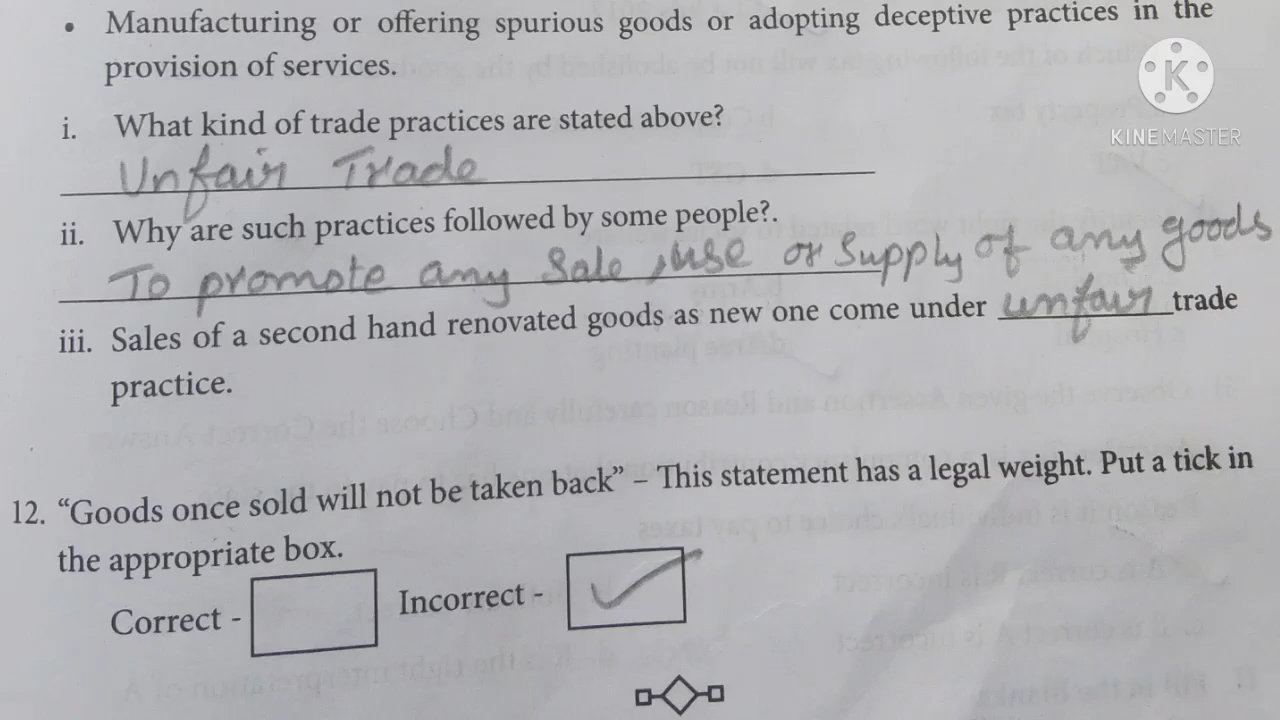 • Manufacturing or offering spurious goods or adopting deceptive practices in the
provision of services.
KINEMASTER
i. What kind of trade practices are stated above?
Unfair Trade
ii. Why are such practices followed by some people?.
To promote any Sale, use or Supply of any goods
iii. Sales of a second hand renovated goods as new one come under unfair trade
practice.
12. “Goods once sold will not be taken back” – This statement has a legal weight. Put a tick in
the appropriate box.
Correct - Incorrect -